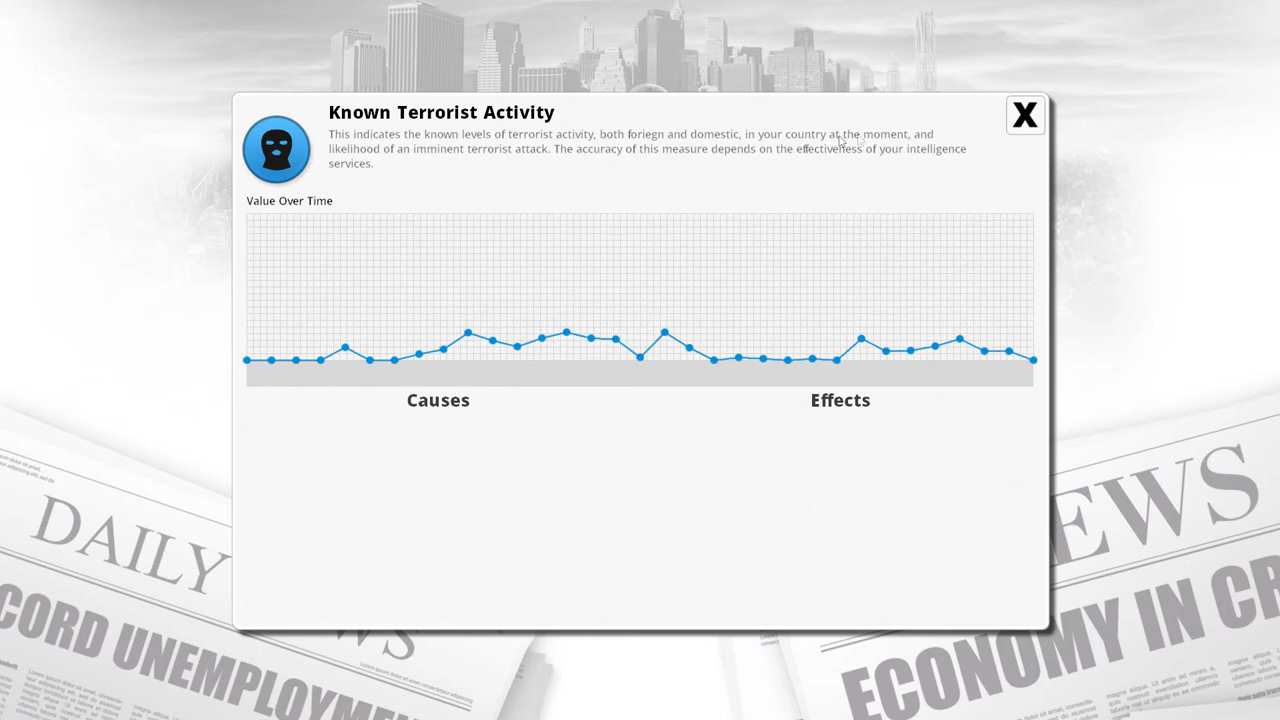 Known Terrorist Activity
X
This indicates the known levels of terrorist activity, both foriegn and domestic, in your country at the moment, and
likelihood of an imminent terrorist attack. The accuracy of this measure depends on the effectiveness of your intelligence
services.
Value Over Time
Causes
Effects
DAILY
WS
EWS
CORD UNEMPLOYME
ECONOMY IN CR